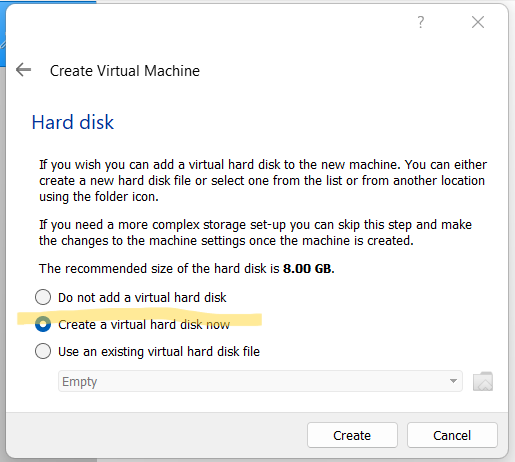 ?
Create Virtual Machine
Hard disk
If you wish you can add a virtual hard disk to the new machine. You can either
create a new hard disk file or select one from the list or from another location
using the folder icon.
If you need a more complex storage set-up you can skip this step and make
the changes to the machine settings once the machine is created.
The recommended size of the hard disk is 8.00 GB.
Do not add a virtual hard disk
Create a virtual hard disk now
Use an existing virtual hard disk file
Empty
Create Cancel